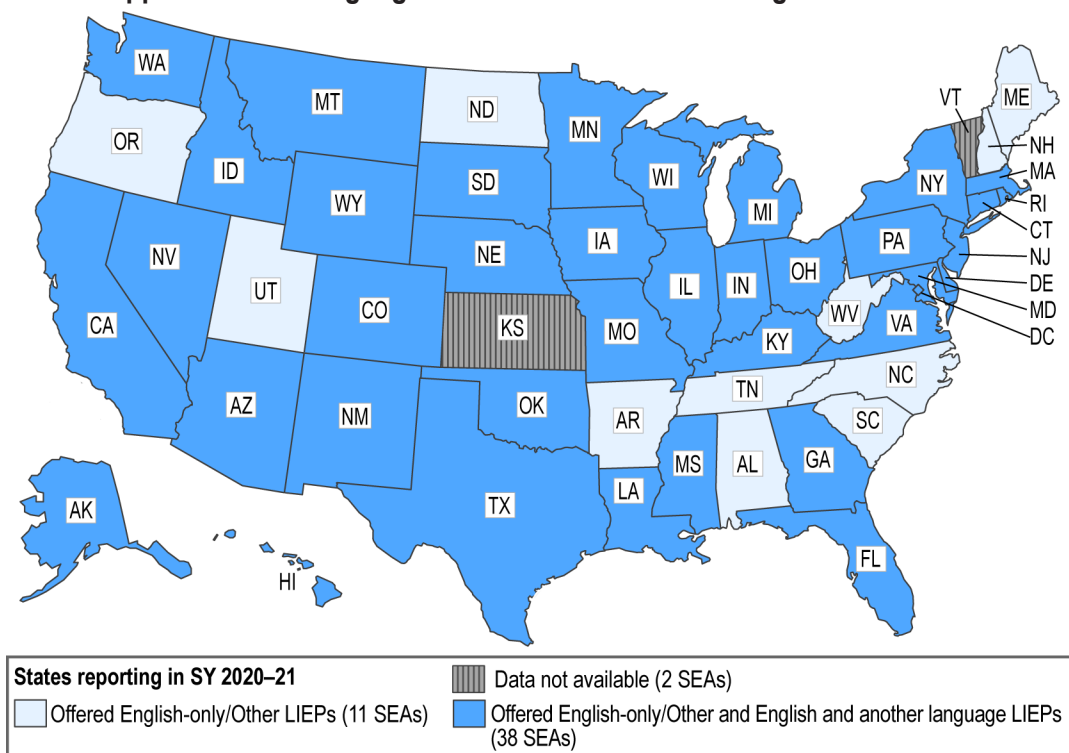 WA
MT
ND
MN
VT
ME
OR
NH
ID
SD
WI
NY
MA
WY
MI
RI
CT
IA
PA
NV
NE
NJ
OH
UT
IL
IN
DE
CO
MD
CA
KS
MO
WV
VA
DC
KY
NC
TN
AZ
NM
OK
AR
SC
MS
AL
GA
LA
TX
AK
FL
HI
States reporting in SY 2020–21
Data not available (2 SEAs)
Offered English-only/Other LIEPs (11 SEAs)
Offered English-only/Other and English and another language LIEPs
(38 SEAs)